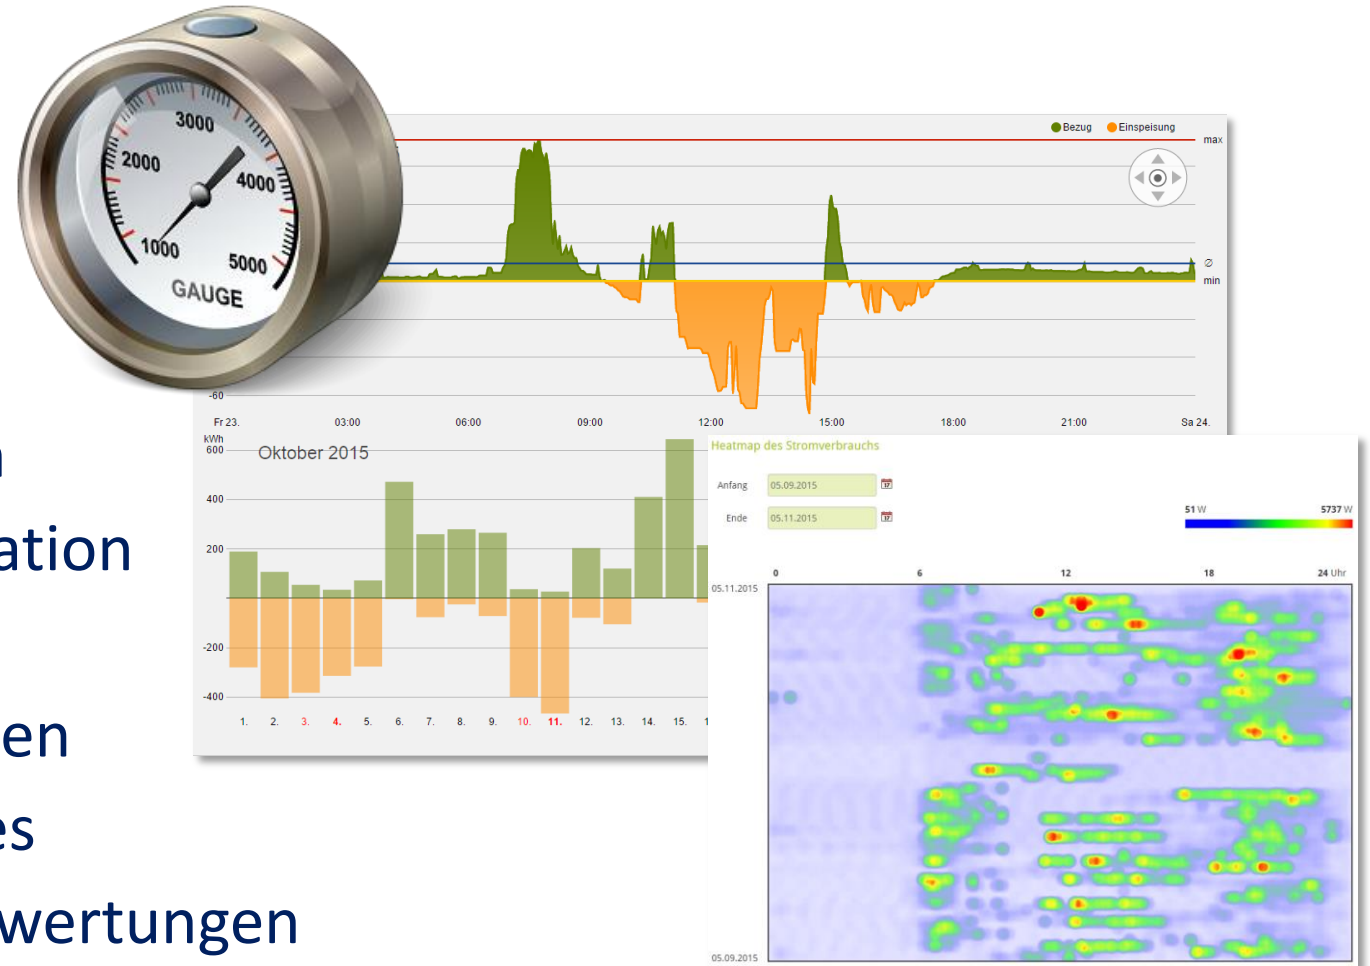 3000
2000
4000
1000
5000
GAUGE
Bezug
Einspeisung
max
Ø
min
-60
Fr 23.
03:00
06:00
09:00
12:00
15:00
18:00
21:00
Sa 24.
kWh
600
Oktober 2015
400
200
-200
-400
1. 2. 3. 4. 5. 6. 7. 8. 9. 10. 11. 12. 13. 14. 15. 1
Heatmap des Stromverbrauchs
Anfang 05.09.2015
Ende 05.11.2015
51 W 5737 W
0 6 12 18 24 Uhr
05.11.2015
05.09.2015
ation
en
es
wertungen